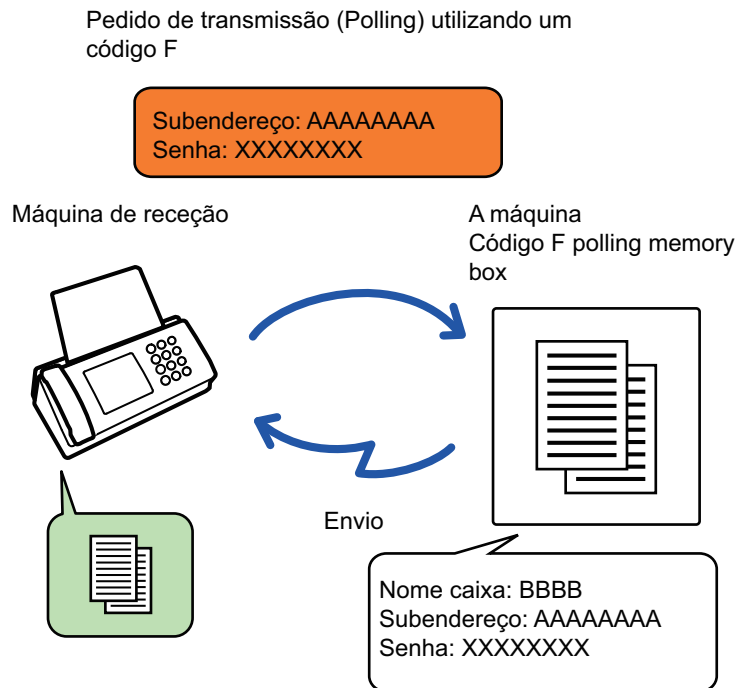 Pedido de transmissão (Polling) utilizando um
código F
Subendereço: AAAAAAAA
Senha: XXXXXXXX
Máquina de receção
A máquina
Código F polling memory
box
Envio
Nome caixa: BBBB
Subendereço: AAAAAAAA
Senha: XXXXXXXX